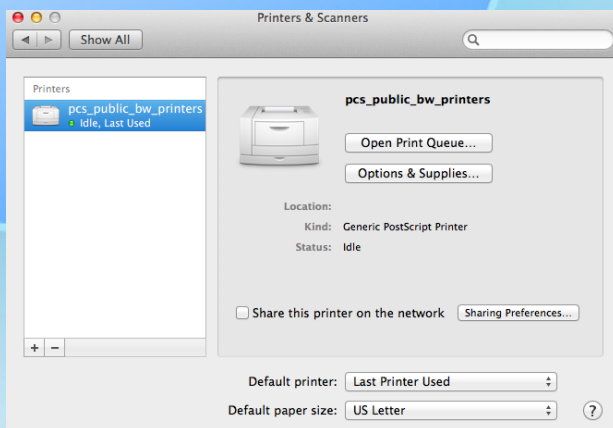 Printers & Scanners
Show All
Printers
pcs_public_bw_printers
Idle, Last Used
pcs_public_bw_printers
Open Print Queue...
Options & Supplies...
Location:
Kind: Generic PostScript Printer
Status: Idle
Share this printer on the network Sharing Preferences...
+ −
Default printer: Last Printer Used
Default paper size: US Letter ?